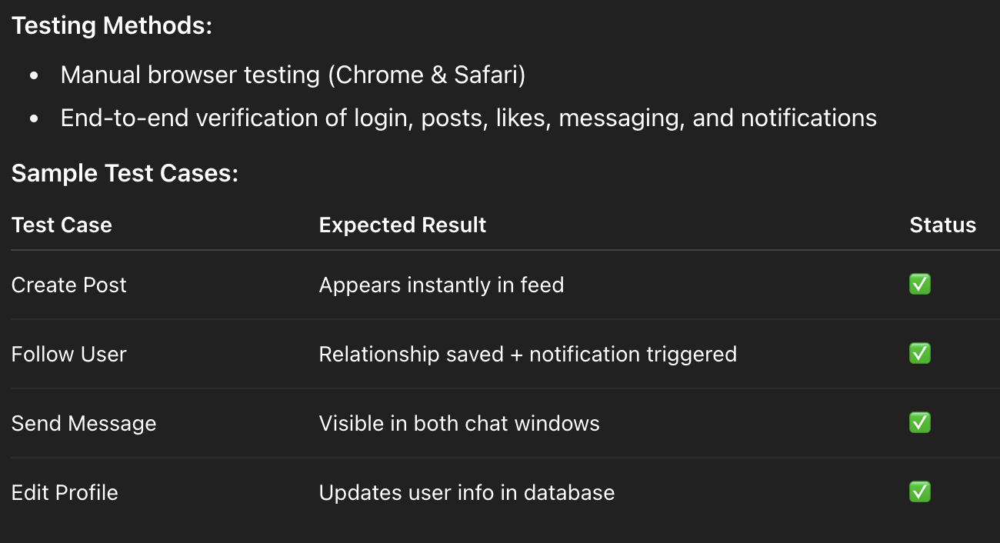 Testing Methods:
• Manual browser testing (Chrome & Safari)
• End-to-end verification of login, posts, likes, messaging, and notifications
Sample Test Cases:
Test Case Expected Result Status
Create Post Appears instantly in feed ✅
Follow User Relationship saved + notification triggered ✅
Send Message Visible in both chat windows ✅
Edit Profile Updates user info in database ✅